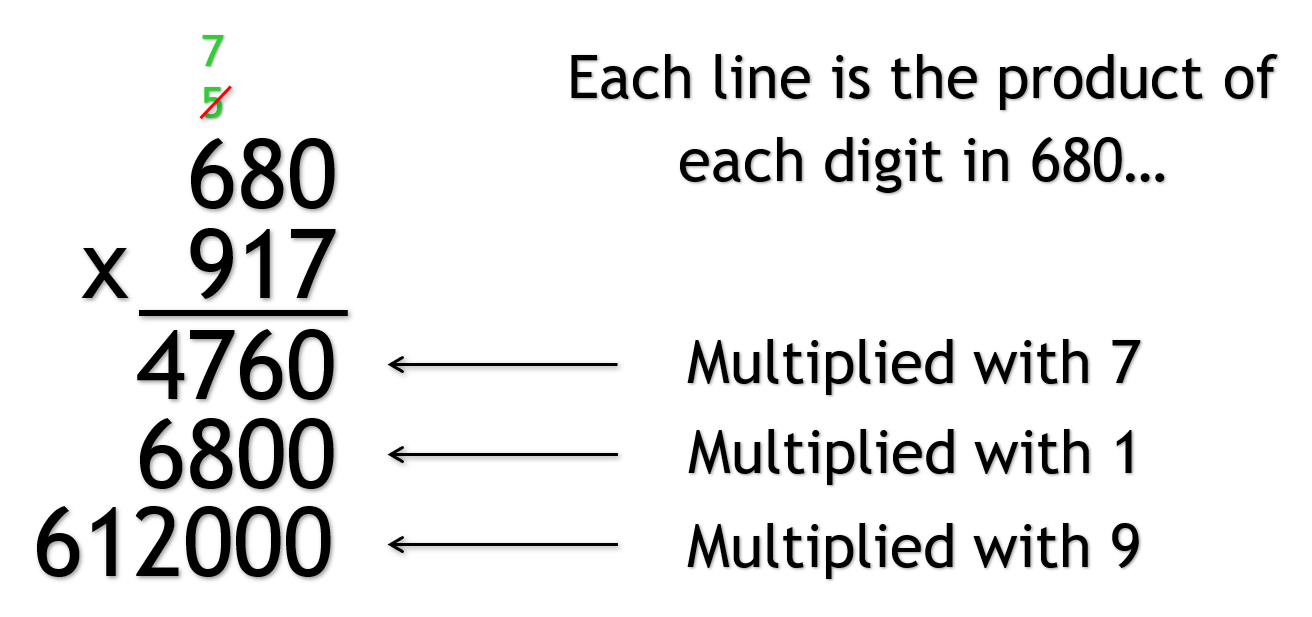 7
5
680
x 917
4760
6800
612000
Each line is the product of
each digit in 680…
Multiplied with 7
Multiplied with 1
Multiplied with 9